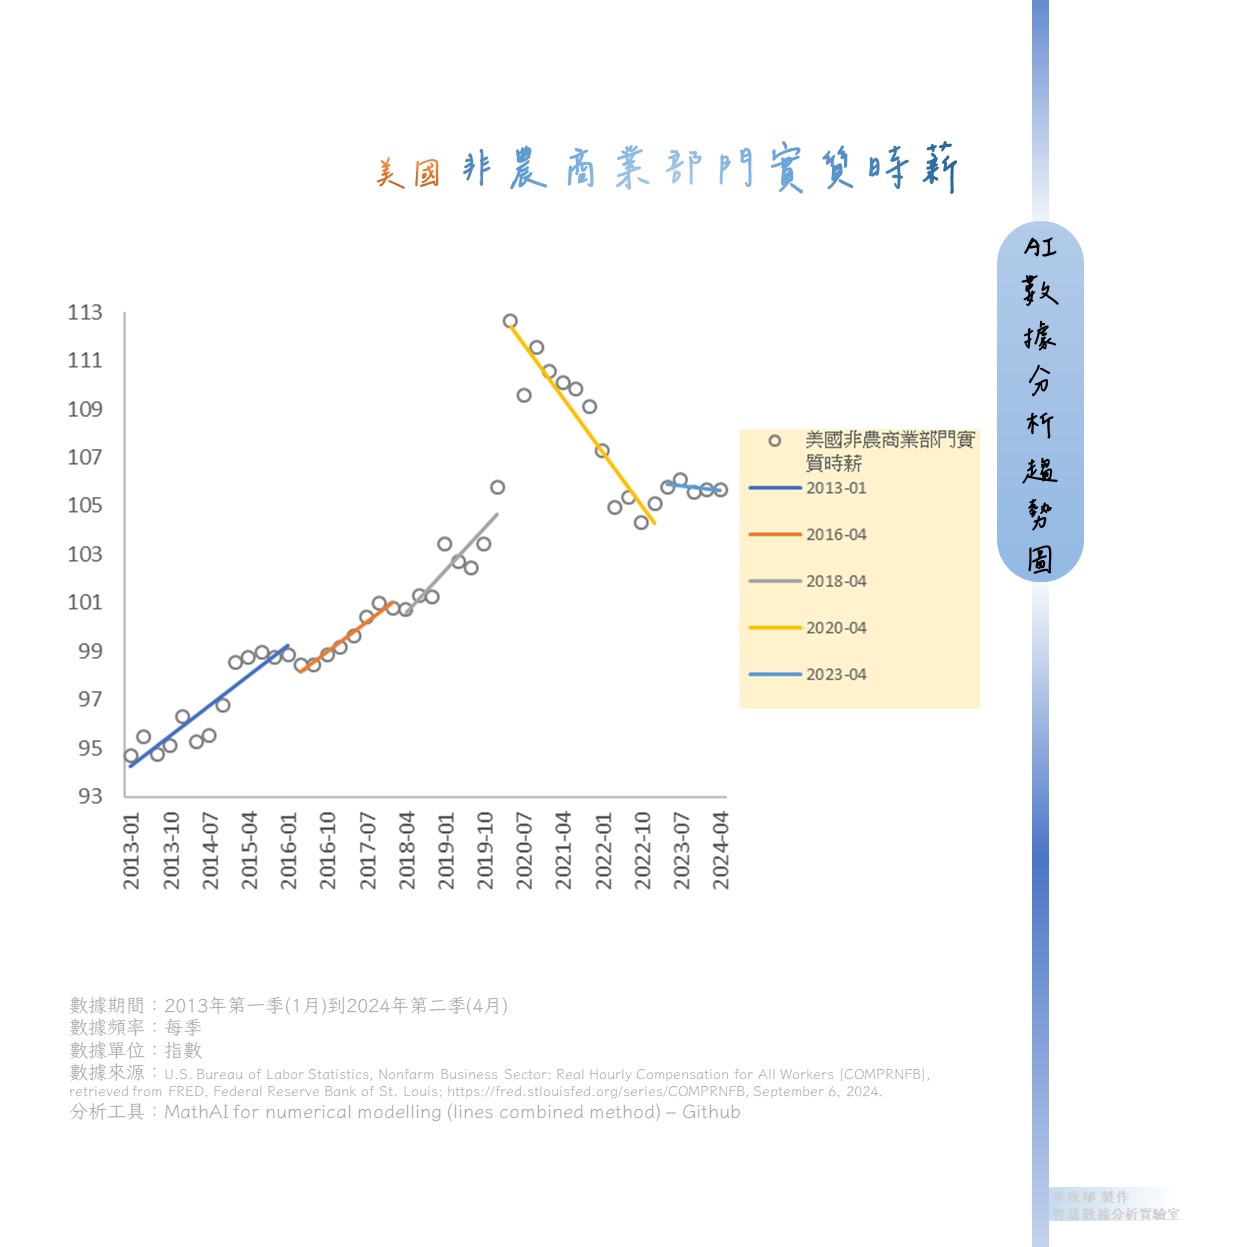 美國 非農商業部門實質時薪
AI數據分析趨勢圖
113
111
109
107
105
103
101
99
97
95
93
2013-01
2013-10
2014-07
2015-04
2016-01
2016-10
2017-07
2018-04
2019-01
2019-10
2020-07
2021-04
2022-01
2022-10
2023-07
2024-04
美國非農商業部門實
質時薪
2013-01
2016-04
2018-04
2020-04
2023-04
數據期間：2013年第一季(1月)到2024年第二季(4月)
數據頻率：每季
數據單位：指數
數據來源：U.S. Bureau of Labor Statistics, Nonfarm Business Sector: Real Hourly Compensation for All Workers [COMPRNFB],
retrieved from FRED, Federal Reserve Bank of St. Louis; https://fred.stlouisfed.org/series/COMPRNFB, September 6, 2024.
分析工具：MathAI for numerical modelling (lines combined method) – Github
製作
數據分析實驗室